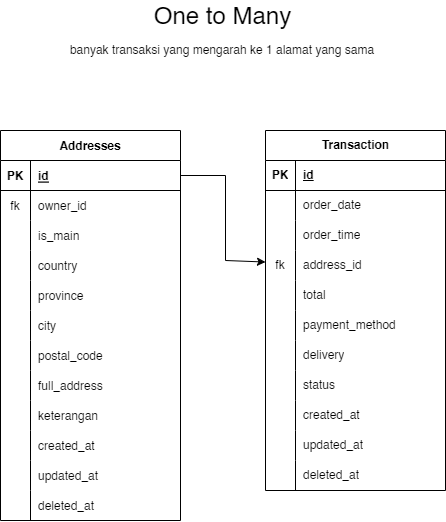 One to Many
banyak transaksi yang mengarah ke 1 alamat yang sama
Addresses
PK id
fk owner_id
is_main
country
province
city
postal_code
full_address
keterangan
created_at
updated_at
deleted_at
Transaction
PK id
order_date
order_time
fk address_id
total
payment_method
delivery
status
created_at
updated_at
deleted_at